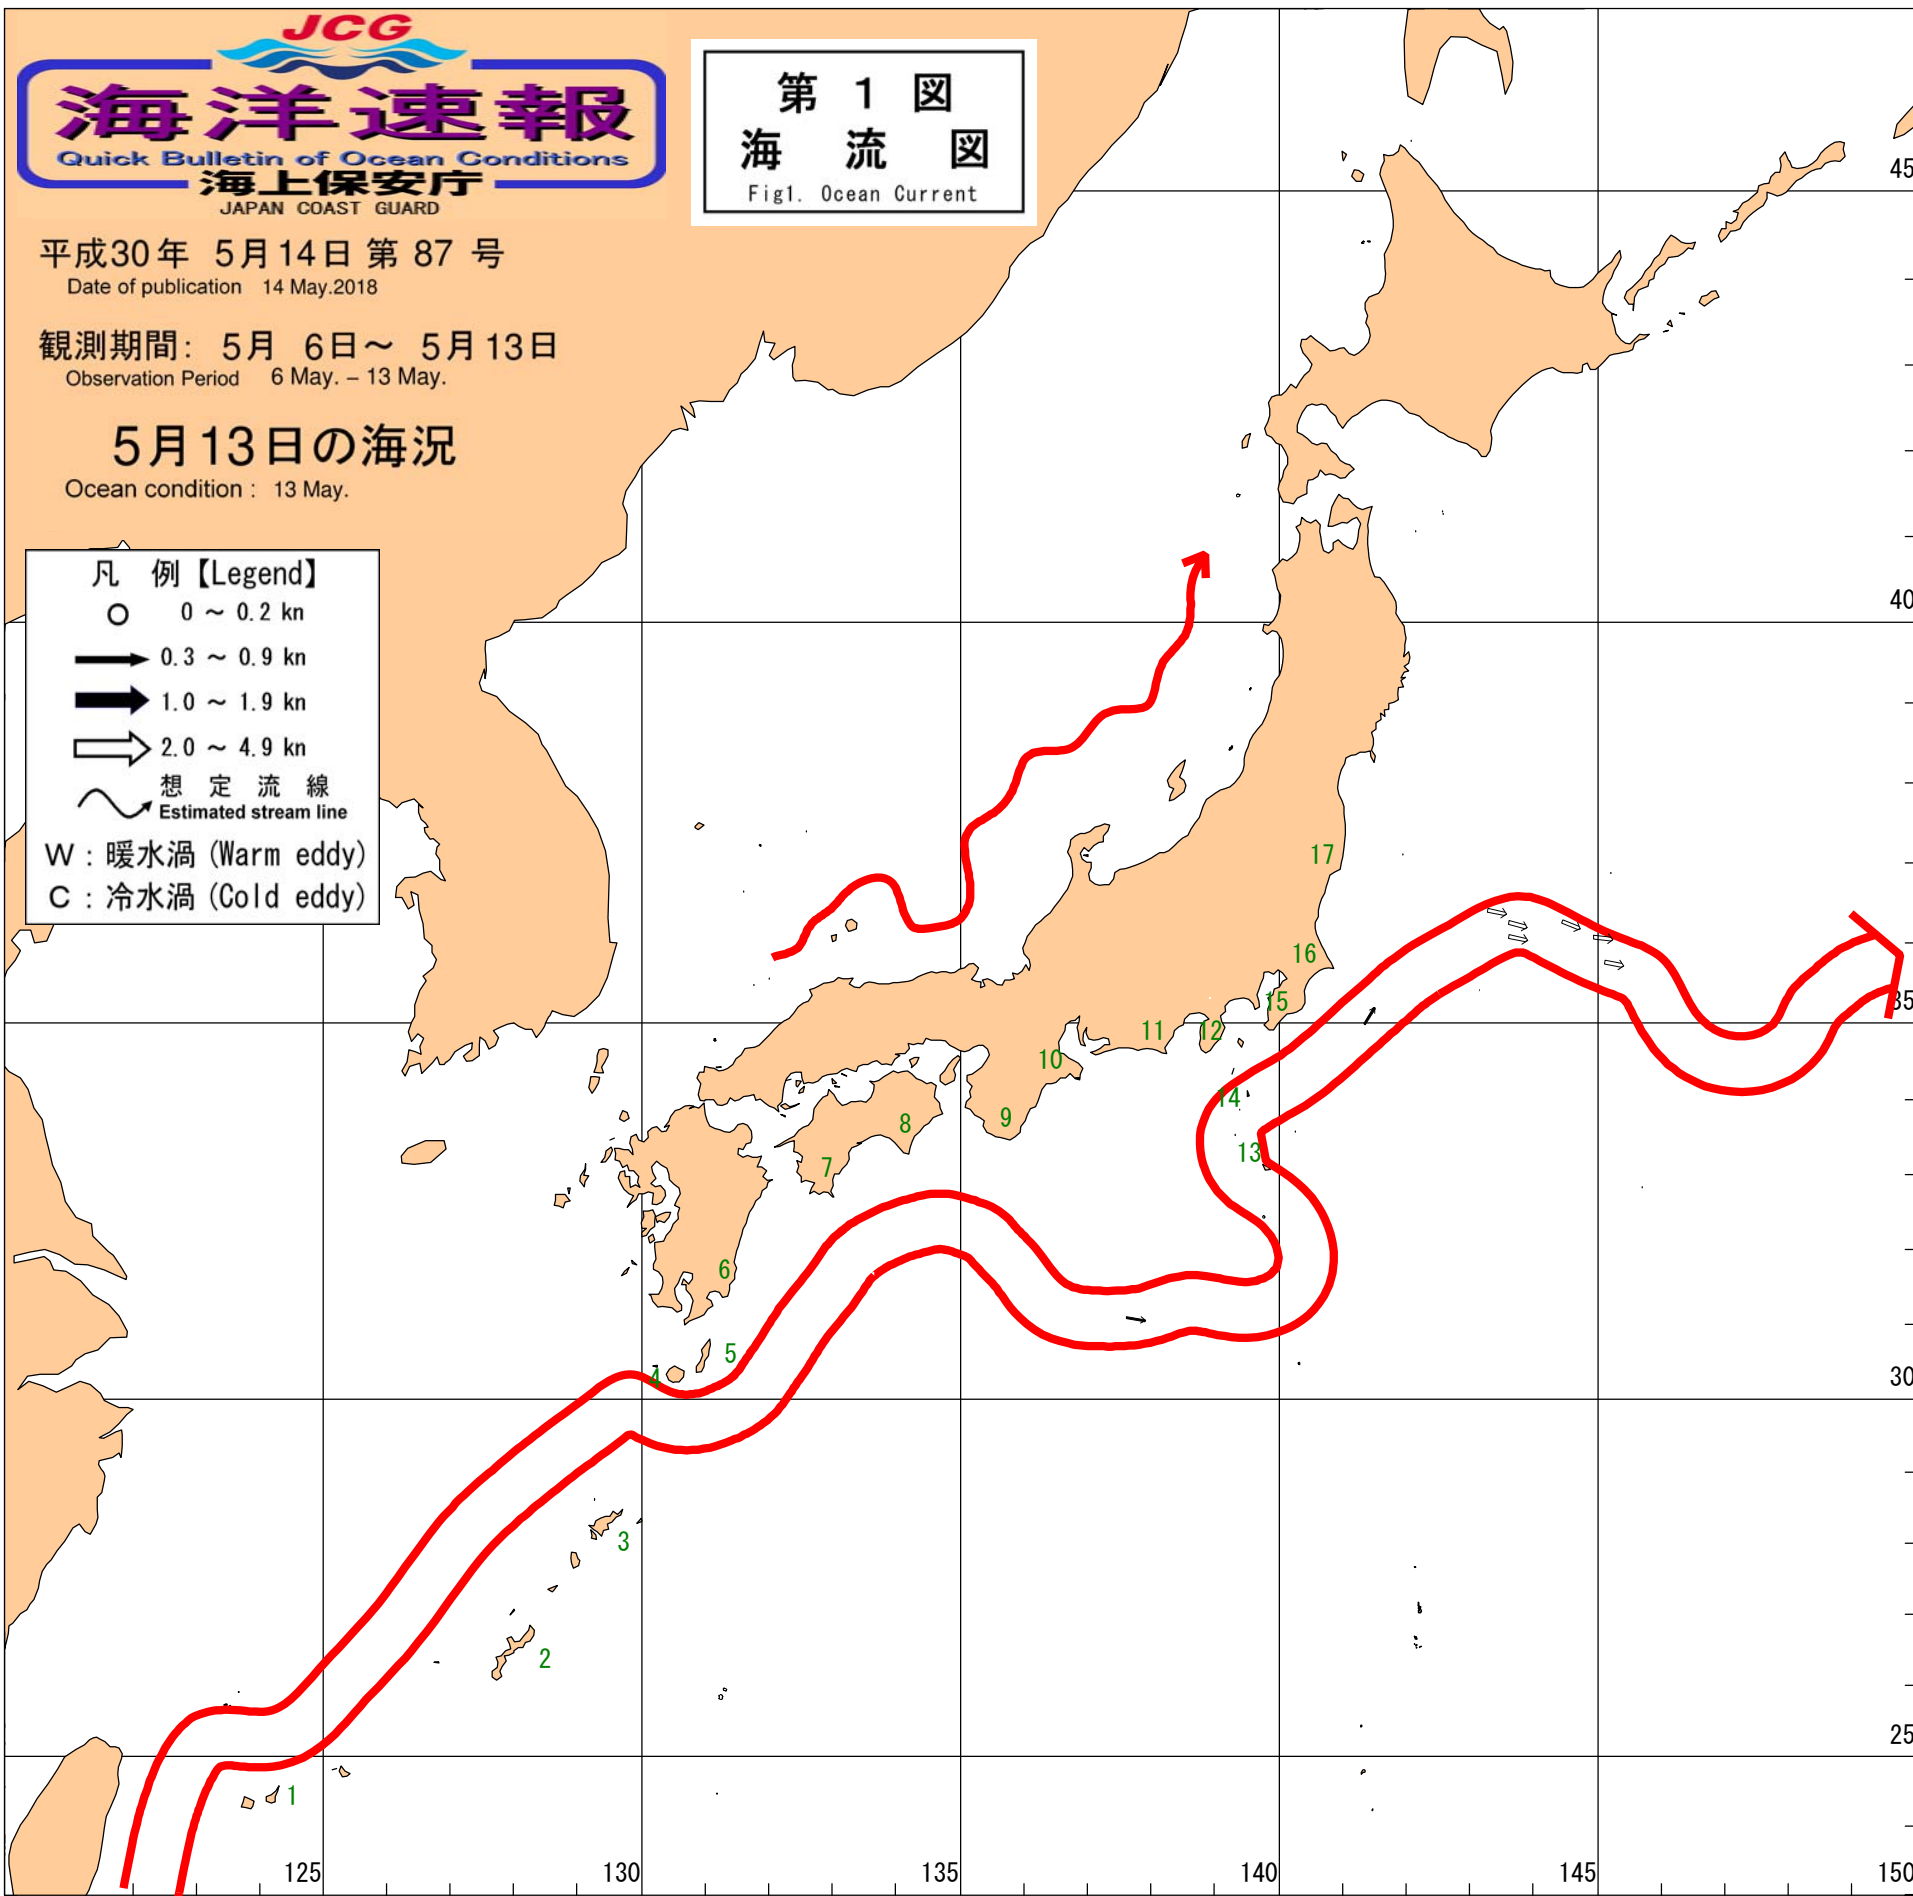 JCG
海洋速報
Quick Bulletin of Ocean Conditions
海上保安庁
JAPAN COAST GUARD
平成30年 5月14日 第 87 号
Date of publication 14 May.2018
観測期間: 5月 6日～ 5月13日
Observation Period 6 May. – 13 May.
5月13日の海況
Ocean condition : 13 May.
第 1 図
海 流 図
Fig1. Ocean Current
凡 例【Legend】
0 ～ 0.2 kn
0.3 ～ 0.9 kn
1.0 ～ 1.9 kn
2.0 ～ 4.9 kn
想 定 流 線
Estimated stream line
W : 暖水渦 (Warm eddy)
C : 冷水渦 (Cold eddy)
45
40
35
30
25
17
16
15
11
12
10
14
9
8
13
7
6
5
4
3
2
1
125
130
135
140
145
150